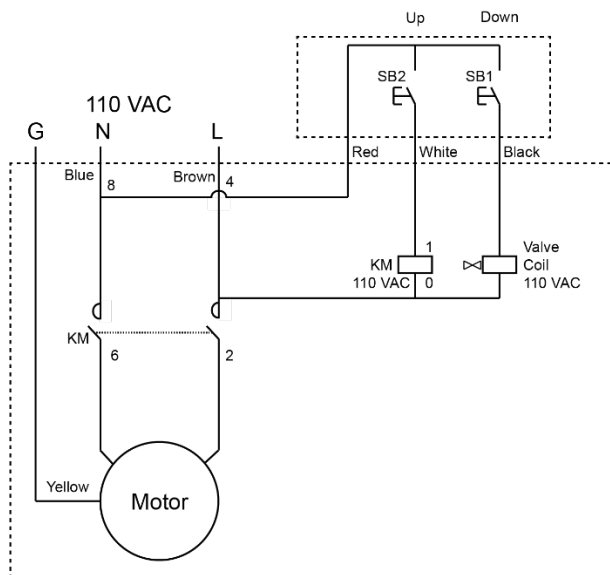 Up Down
SB2 SB1
110 VAC
G N L
Red White Black
Blue 8 Brown 4
1 Valve
KM Coil
110 VAC 0 110 VAC
KM
6 2
Yellow
Motor